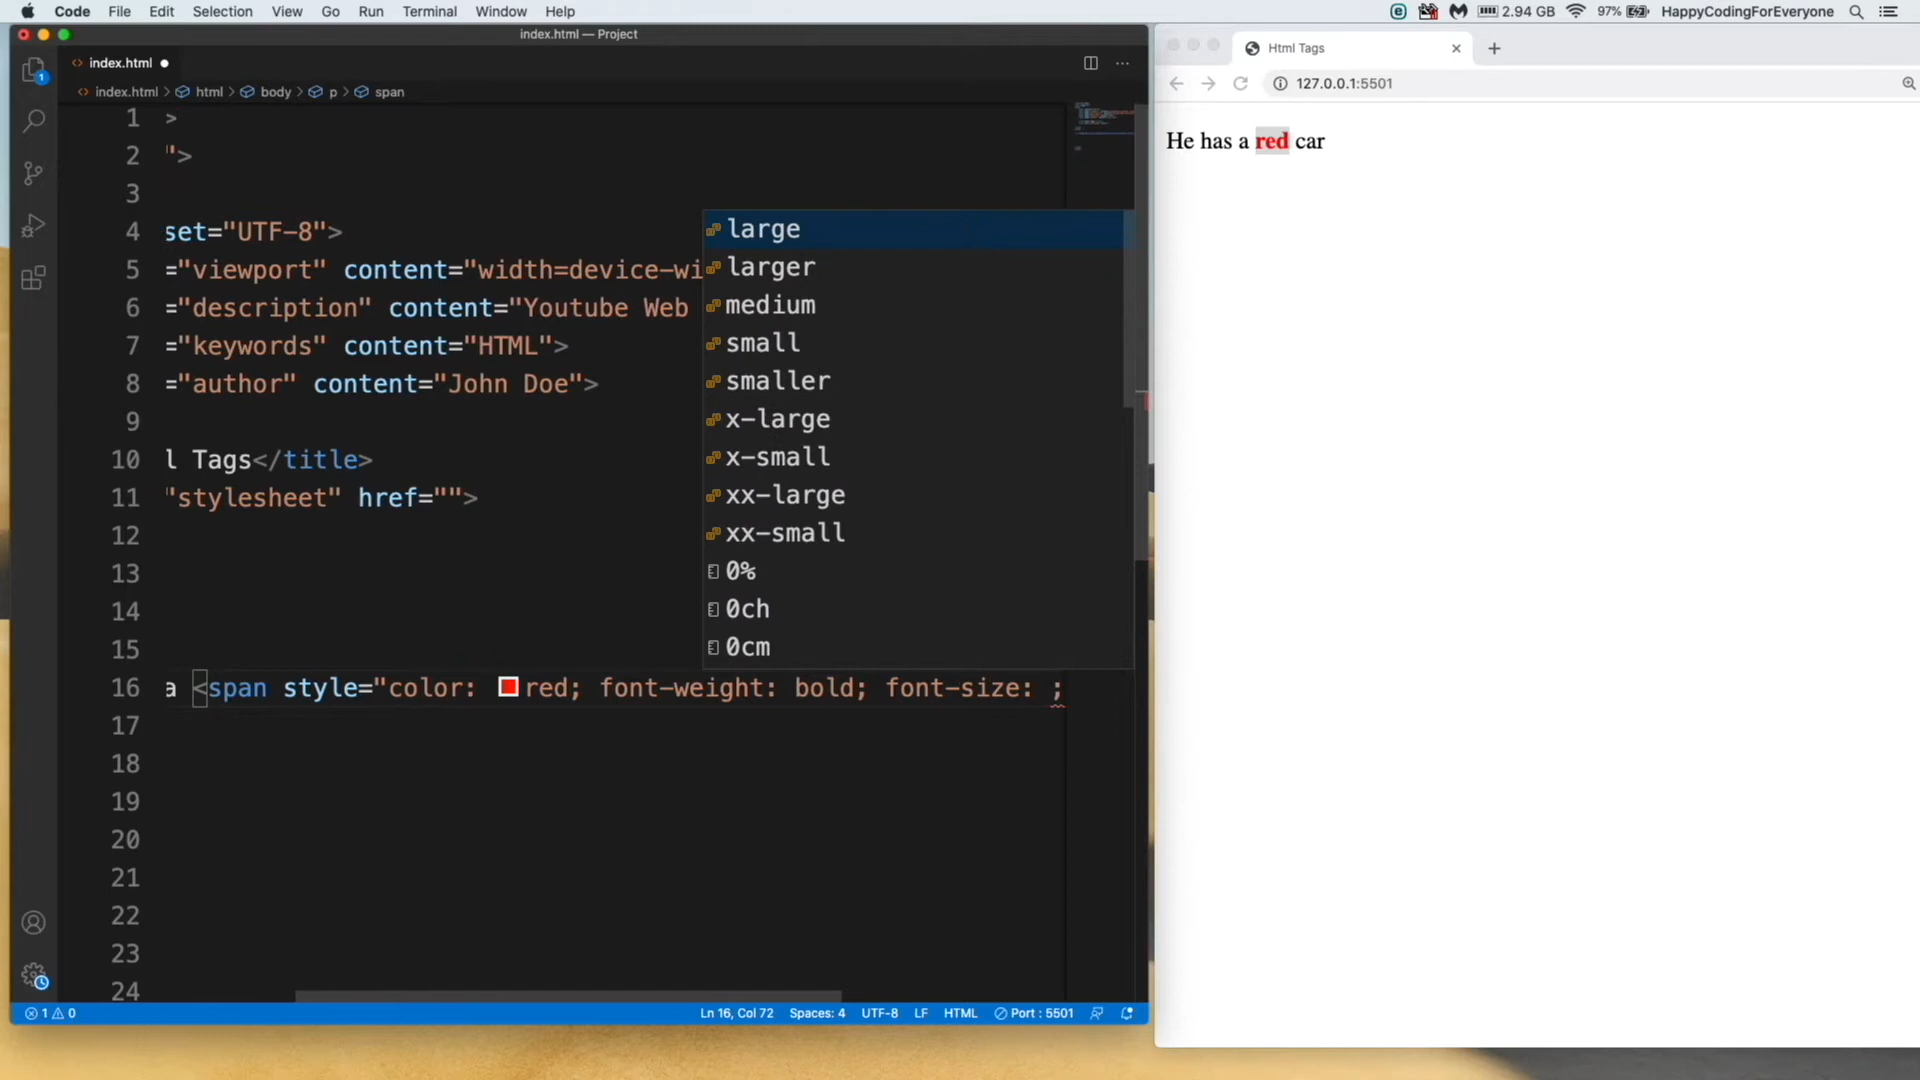 Code File Edit Selection View Go Run Terminal Window Help 2.94 GB 97% HappyCodingForEveryone
index.html — Project
index.html
index.html > html > body > p > span
1 >
2 ">
3
4 set="UTF-8">
5 ="viewport" content="width=device-wi
6 ="description" content="Youtube Web
7 ="keywords" content="HTML">
8 ="author" content="John Doe">
9
10 l Tags</title>
11 "stylesheet" href="">
12
13
14
15
16 a <span style="color: red; font-weight: bold; font-size: ;
17
18
19
20
21
22
23
24
large
larger
medium
small
smaller
x-large
x-small
xx-large
xx-small
0%
0ch
0cm
1
1 0 Ln 16, Col 72 Spaces: 4 UTF-8 LF HTML Port : 5501
Html Tags
127.0.0.1:5501
He has a red car